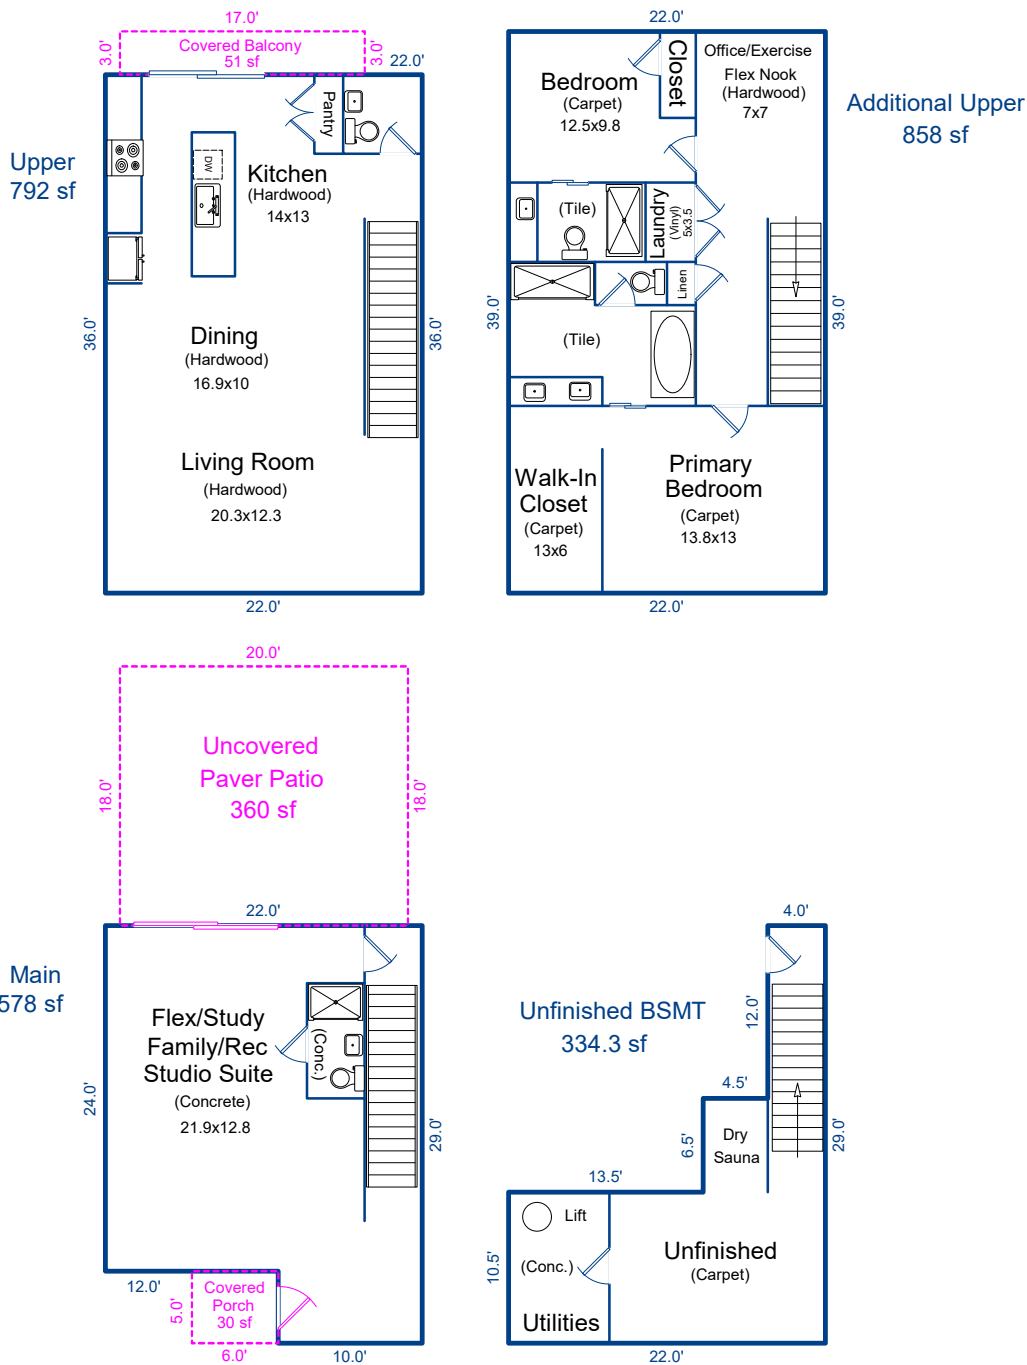 17.0'
3.0'
Covered Balcony
51 sf
3.0'
22.0'
Upper
792 sf
Pantry
DW
Kitchen
(Hardwood)
14x13
36.0'
36.0'
Dining
(Hardwood)
16.9x10
Living Room
(Hardwood)
20.3x12.3
22.0'
22.0'
Bedroom
(Carpet)
12.5x9.8
Closet
Office/Exercise
Flex Nook
(Hardwood)
7x7
Additional Upper
858 sf
(Tile)
Laundry
(Vinyl)
5x3.5
Linen
39.0'
39.0'
(Tile)
Walk-In
Closet
(Carpet)
13x6
Primary
Bedroom
(Carpet)
13.8x13
22.0'
20.0'
18.0'
Uncovered
Paver Patio
360 sf
18.0'
22.0'
Main
578 sf
Flex/Study
Family/Rec
Studio Suite
(Concrete)
21.9x12.8
(Conc.)
24.0'
29.0'
12.0'
5.0'
Covered
Porch
30 sf
6.0'
10.0'
4.0'
Unfinished BSMT
334.3 sf
12.0'
4.5'
6.5'
Dry
Sauna
29.0'
13.5'
10.5'
Lift
(Conc.)
Utilities
Unfinished
(Carpet)
22.0'